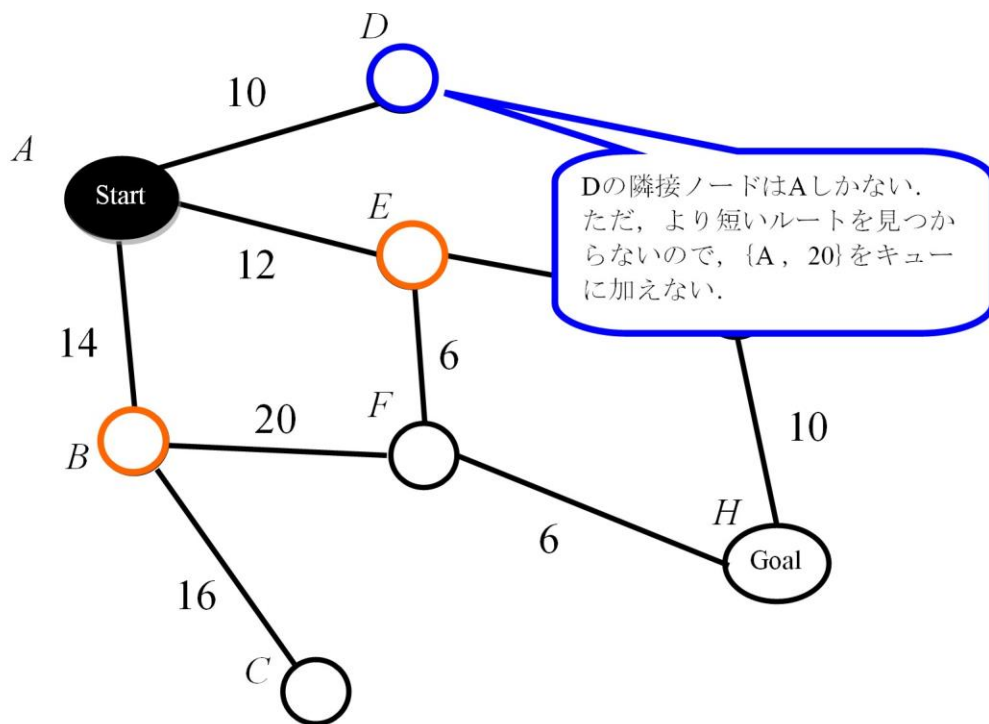 D
10
A
Start
Dの隣接ノードはAしかない．
ただ，より短いルートを見つか
らないので，{A ，20}をキュー
に加えない．
E
12
14
6
F
20
10
B
H
6
Goal
16
C